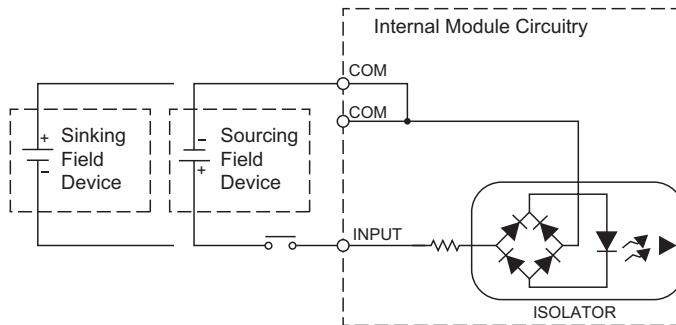 Internal Module Circuitry
COM
COM
+
Sinking
Field
Device
−
−
Sourcing
Field
Device
+
INPUT
ISOLATOR